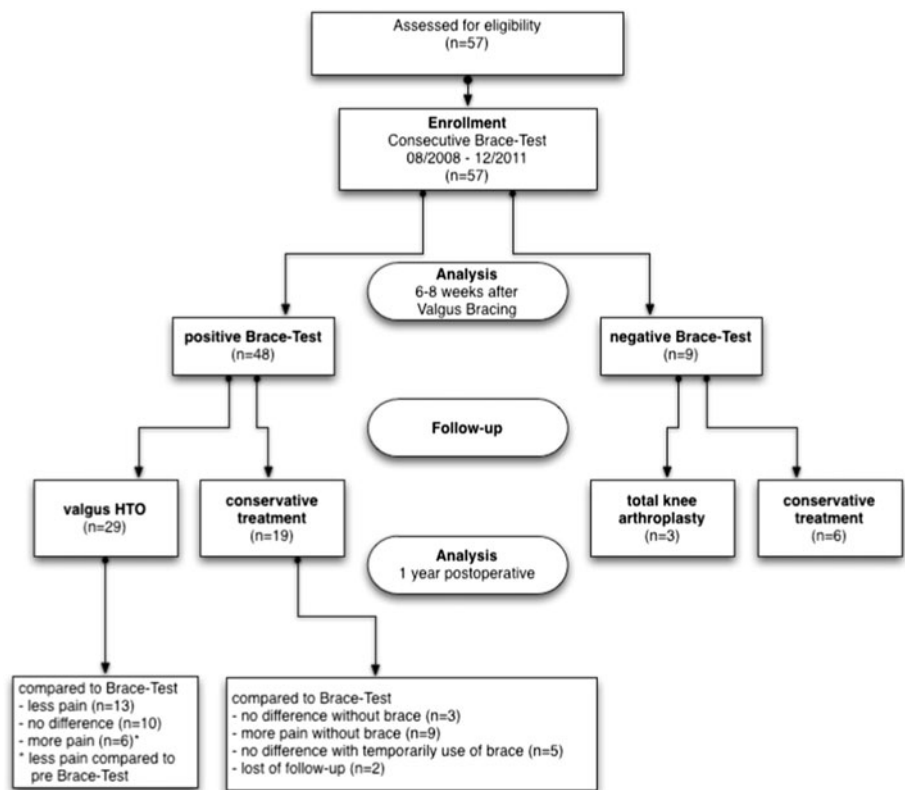 Assessed for eligibility
(n=57)
Enrollment
Consecutive Brace-Test
08/2008 - 12/2011
(n=57)
Analysis
6-8 weeks after
Valgus Bracing
positive Brace-Test
(n=48)
negative Brace-Test
(n=9)
Follow-up
valgus HTO
(n=29)
conservative
treatment
(n=19)
total knee
arthroplasty
(n=3)
conservative
treatment
(n=6)
Analysis
1 year postoperative
compared to Brace-Test
- less pain (n=13)
- no difference (n=10)
- more pain (n=6)*
* less pain compared to
pre Brace-Test
compared to Brace-Test
- no difference without brace (n=3)
- more pain without brace (n=9)
- no difference with temporarily use of brace (n=5)
- lost of follow-up (n=2)